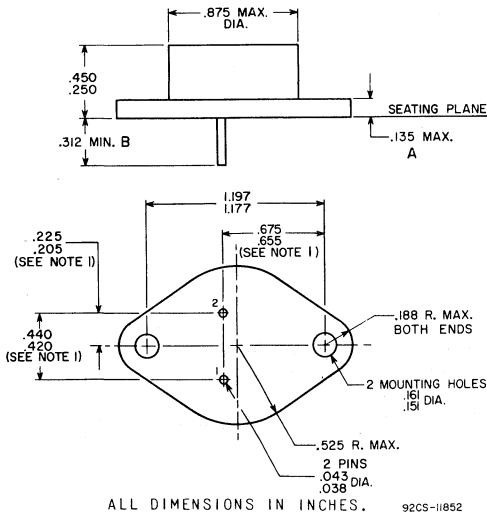 .875 MAX.
DIA.
.450
.250
SEATING PLANE
.312 MIN. B
.135 MAX.
A
1.197
1.177
.675
.655
(SEE NOTE 1)
.225
.205
(SEE NOTE 1)
2
.188 R. MAX.
BOTH ENDS
.440
.420
(SEE NOTE 1)
1
2 MOUNTING HOLES
.161
.151 DIA.
.525 R. MAX.
2 PINS
.043
.038 DIA.
ALL DIMENSIONS IN INCHES.
92CS-11852